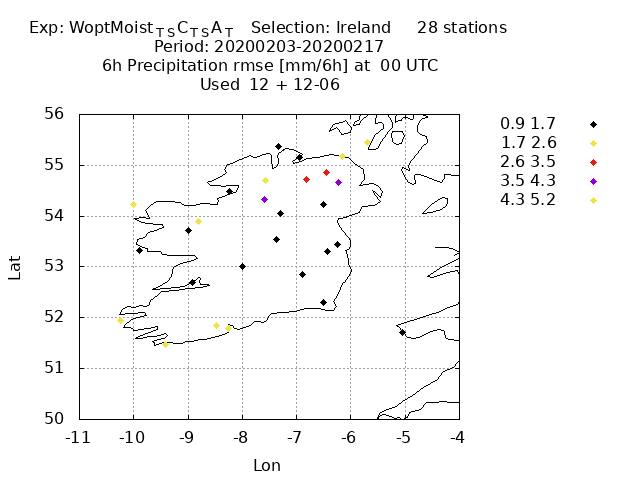 Exp: WoptMoist_TS C_TS A_T Selection: Ireland 28 stations
Period: 20200203-20200217
6h Precipitation rmse [mm/6h] at 00 UTC
Used 12 + 12-06
56
55
54
53
52
51
50
Lat
-11 -10 -9 -8 -7 -6 -5 -4
Lon
0.9 1.7
1.7 2.6
2.6 3.5
3.5 4.3
4.3 5.2